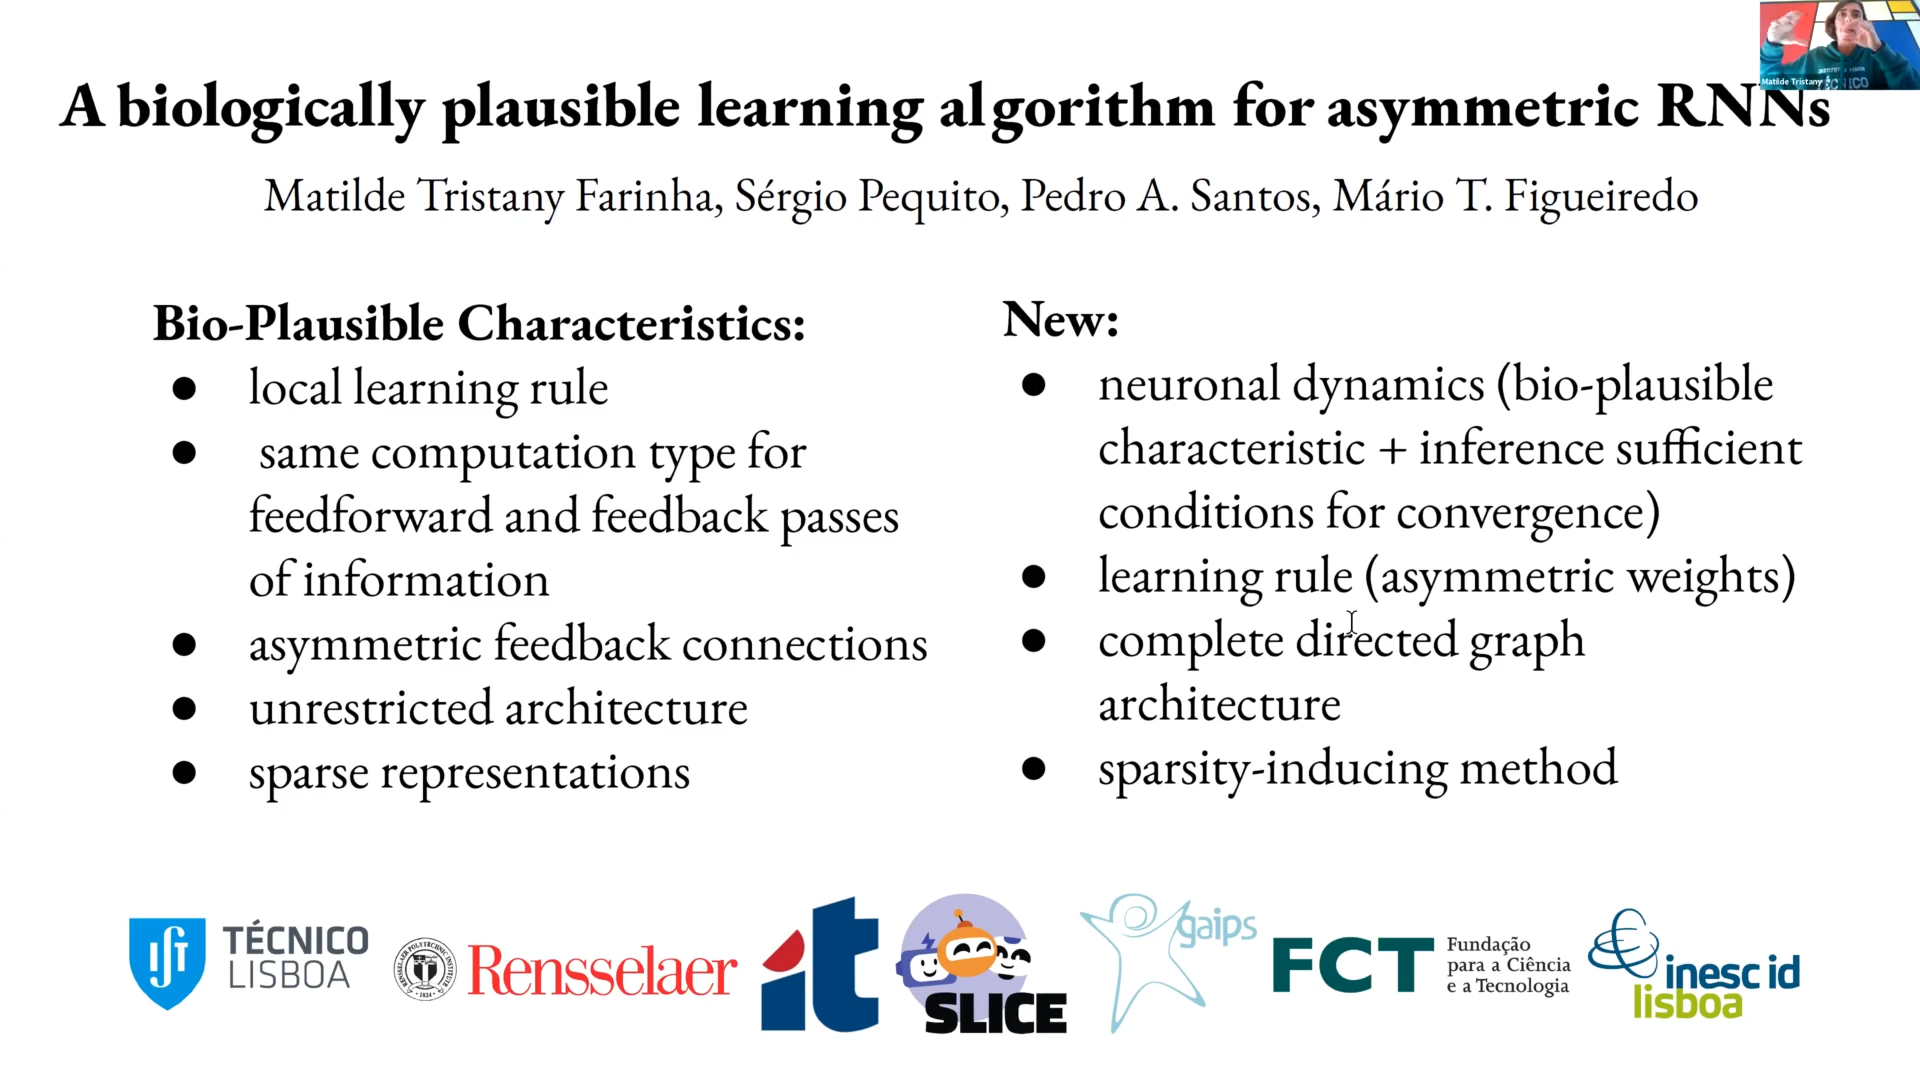 A biologically plausible learning algorithm for asymmetric RNNs
Matilde Tristany Farinha, Sérgio Pequito, Pedro A. Santos, Mário T. Figueiredo
Bio-Plausible Characteristics:
● local learning rule
● same computation type for
feedforward and feedback passes
of information
● asymmetric feedback connections
● unrestricted architecture
● sparse representations
New:
● neuronal dynamics (bio-plausible
characteristic + inference sufficient
conditions for convergence)
● learning rule (asymmetric weights)
● complete directed graph
architecture
● sparsity-inducing method
TÉCNICO
LISBOA
Rensselaer
it
SLICE
gaips
FCT
Fundação
para a Ciência
e a Tecnologia
inesc id
lisboa
Matilde Tristany